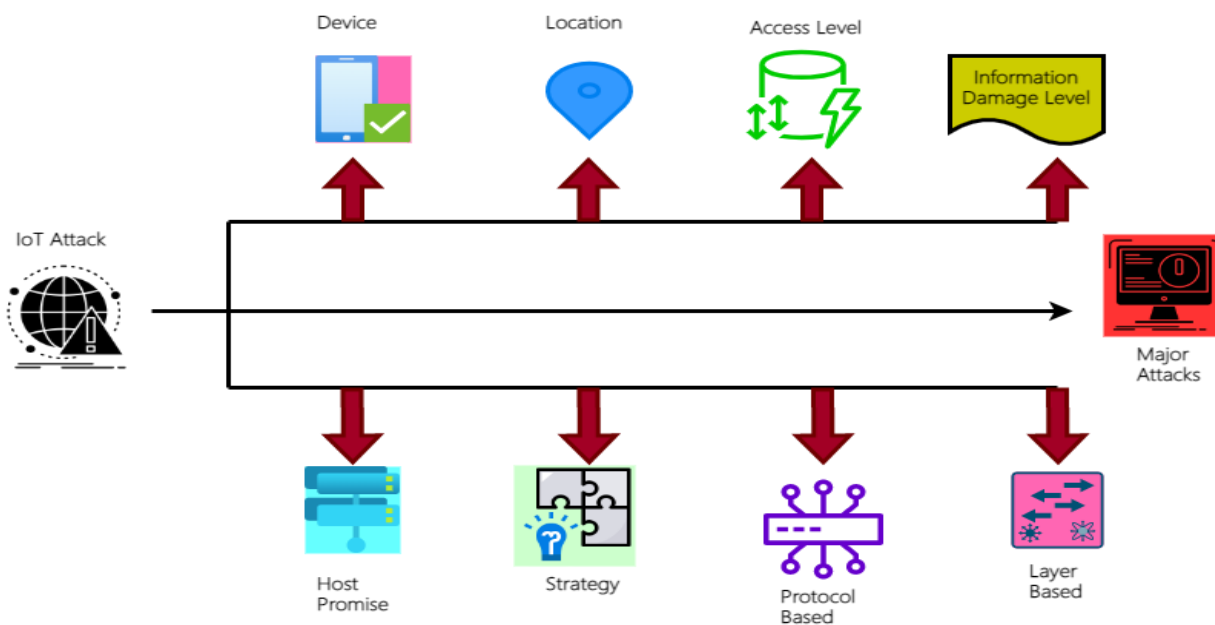 Device
Location
Access Level
Information
Damage Level
IoT Attack
Major
Attacks
Host
Promise
Strategy
Protocol
Based
Layer
Based